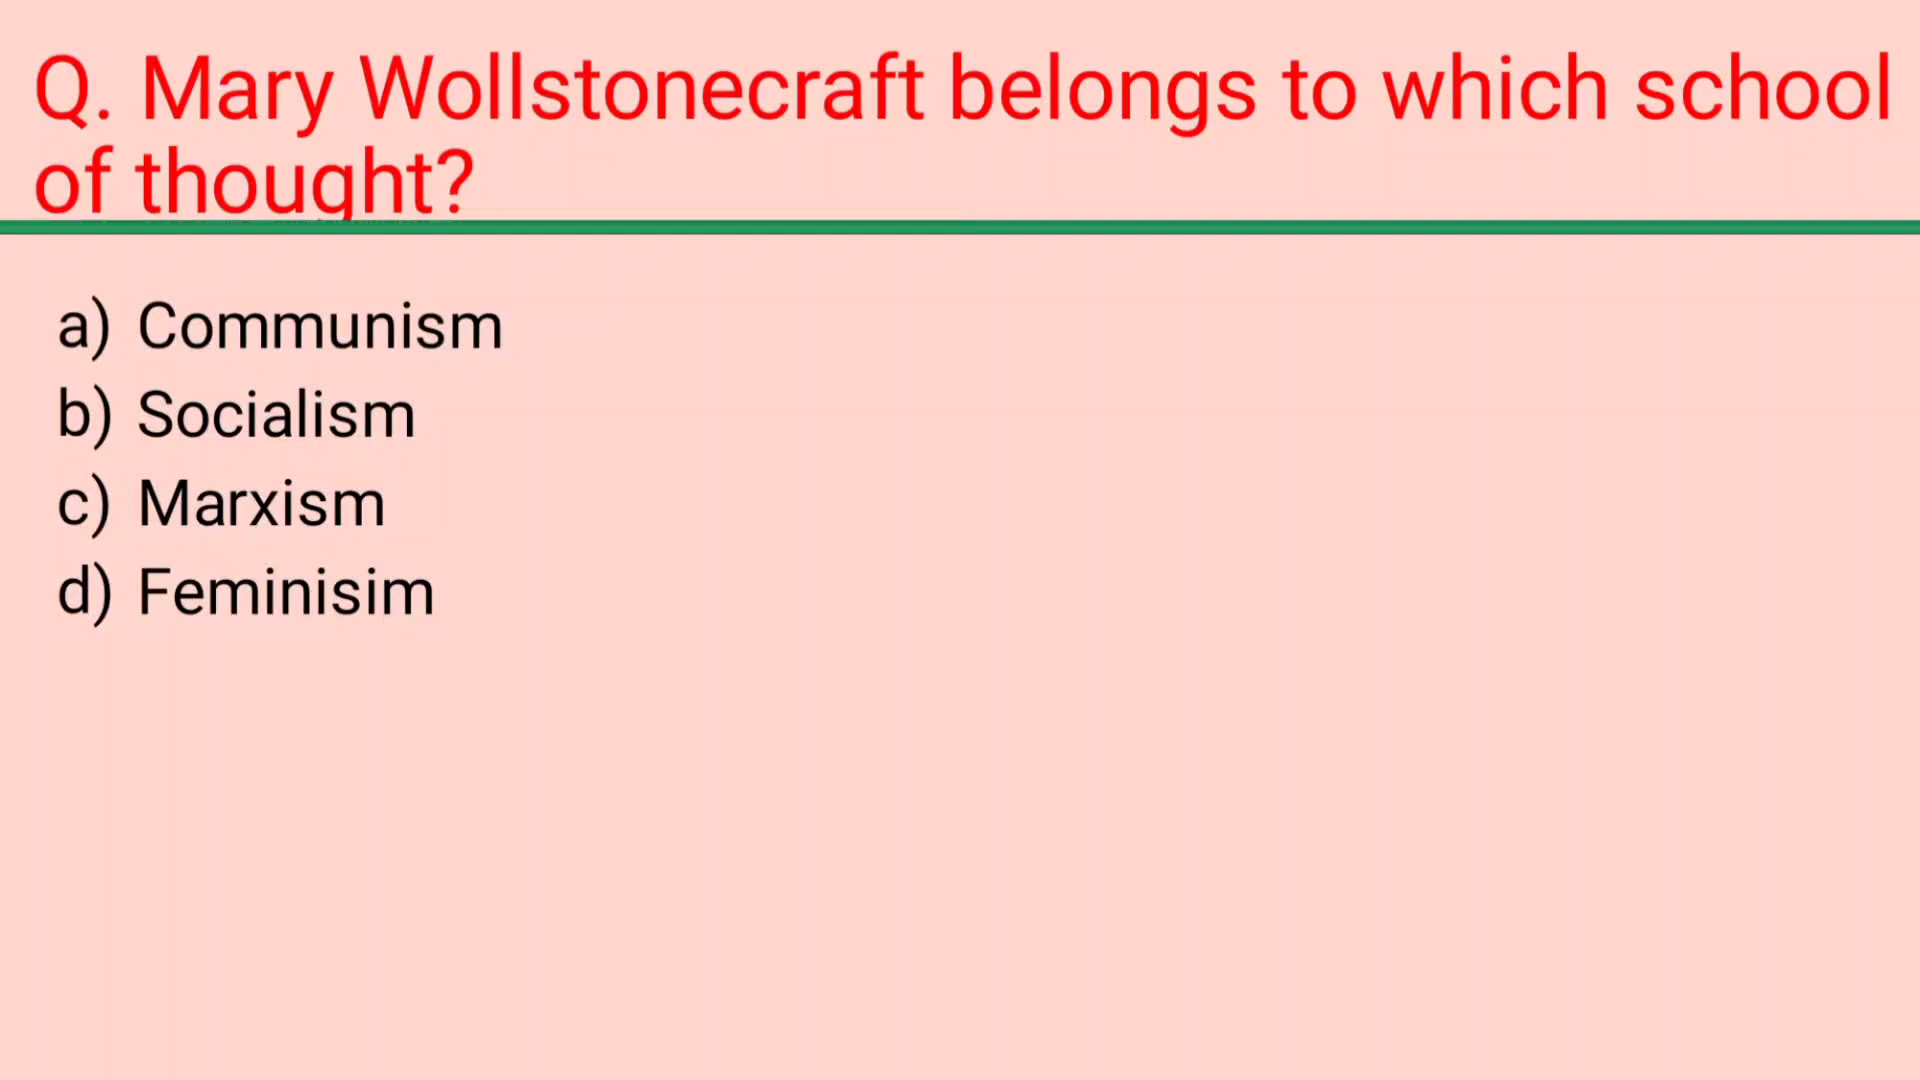 Q. Mary Wollstonecraft belongs to which school
of thought?
a) Communism
b) Socialism
c) Marxism
d) Feminisim